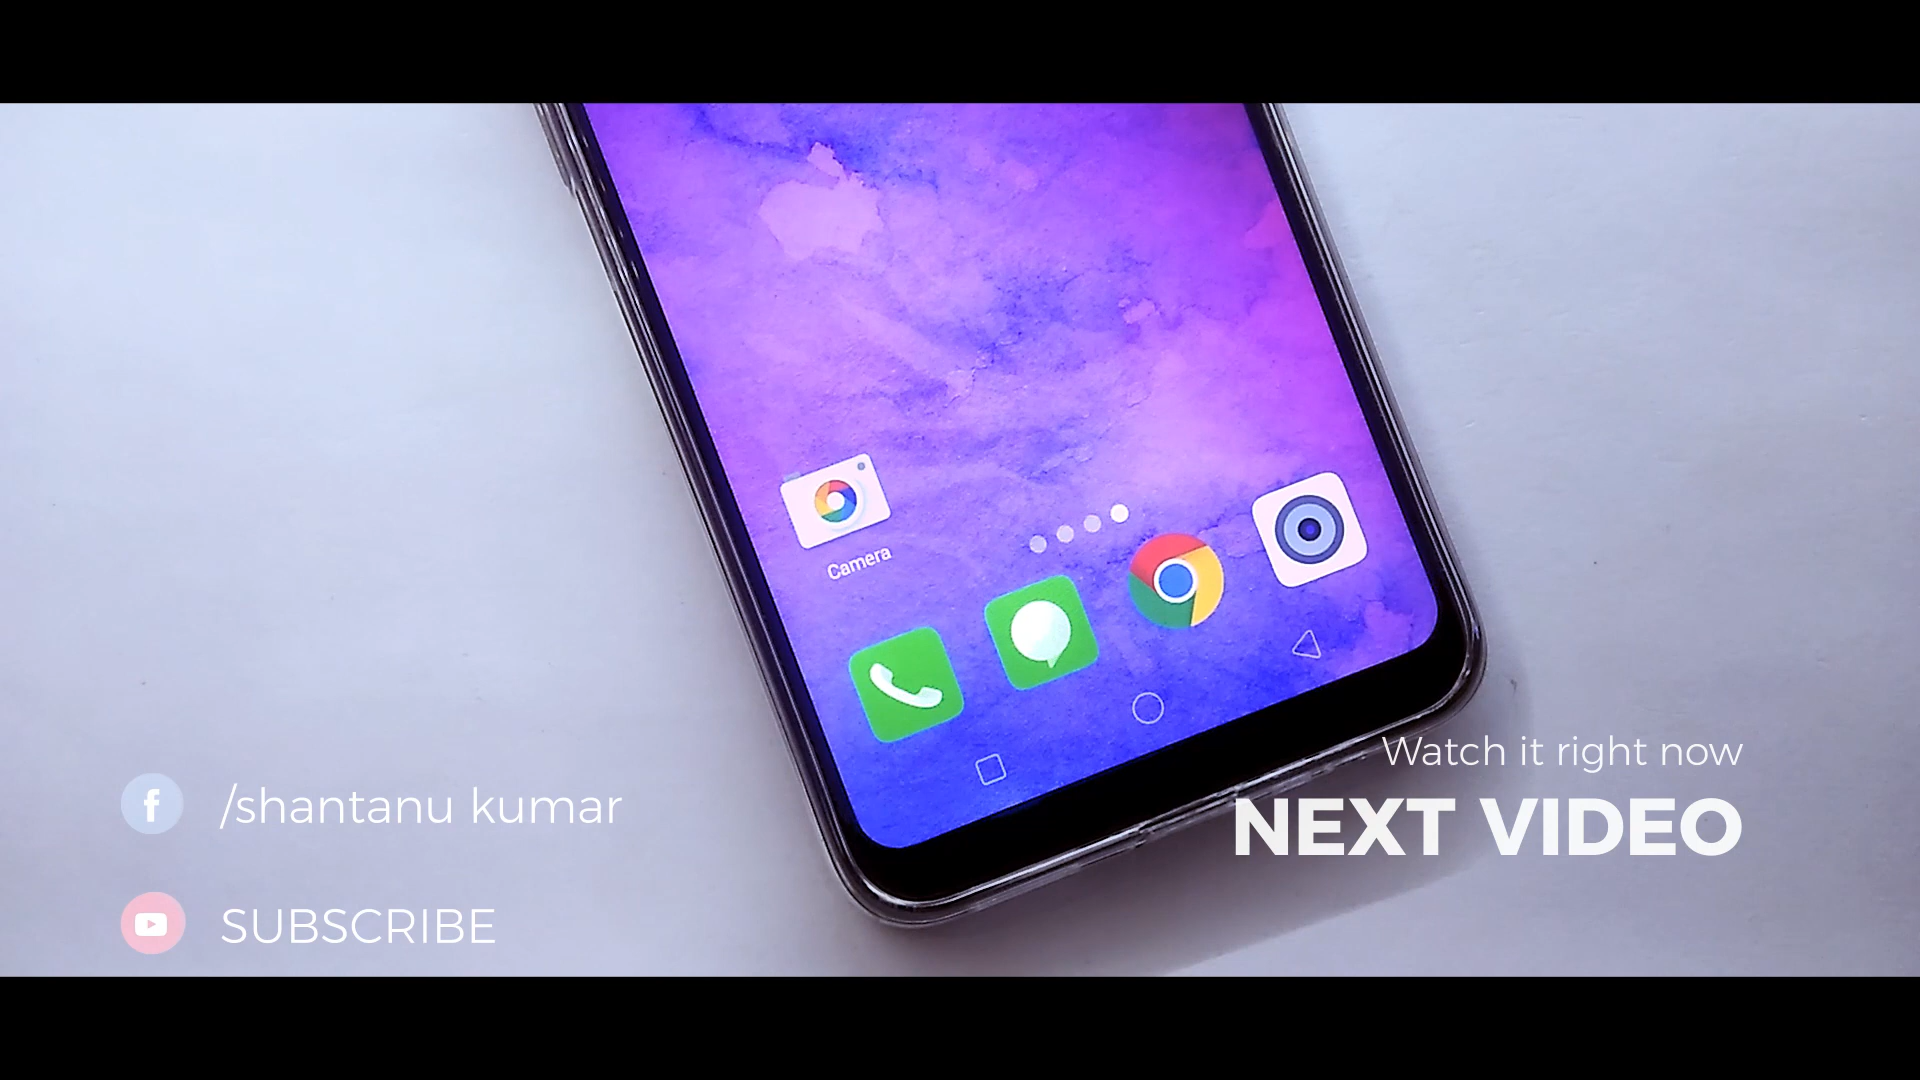 Camera
Watch it right now
NEXT VIDEO
/shantanu kumar
SUBSCRIBE